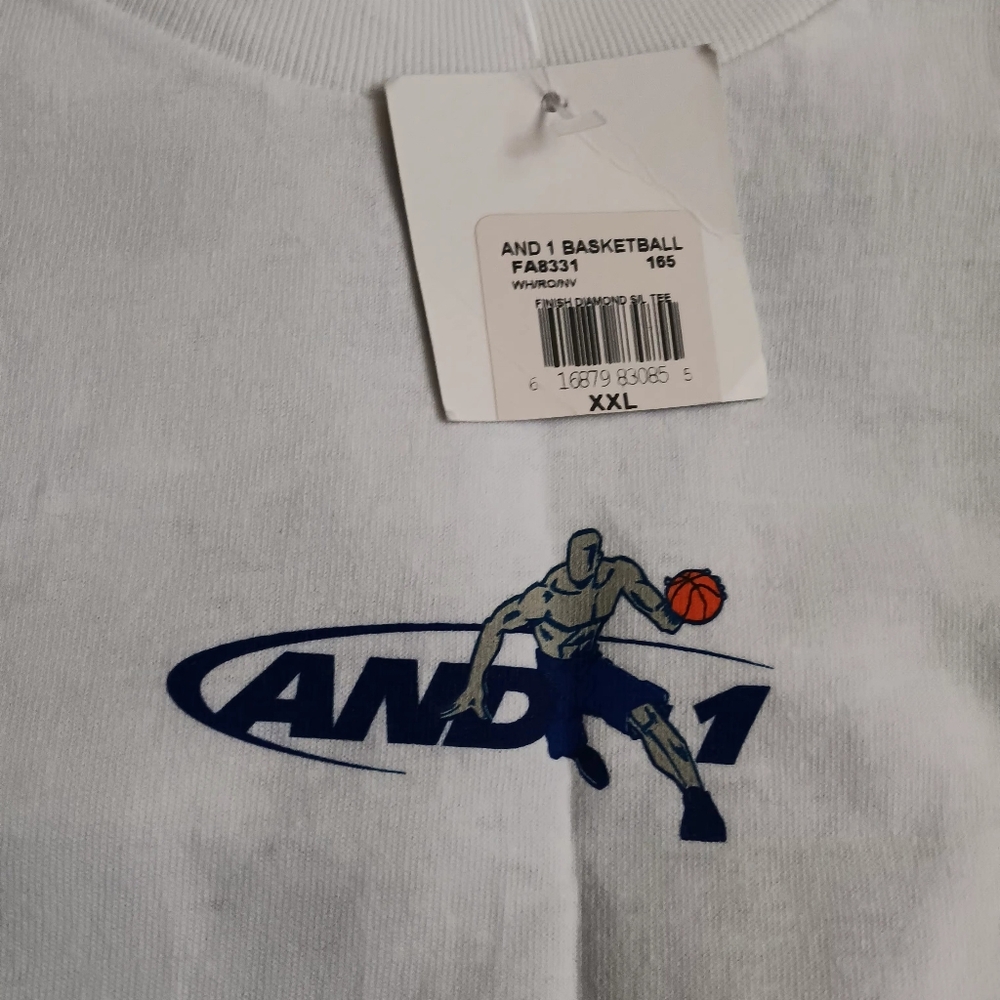 AND 1 BASKETBALL
FA8331 165
WH/RO/NV
FINISH DIAMOND S/L TEE
6 16879 83085 5
XXL
AND 1